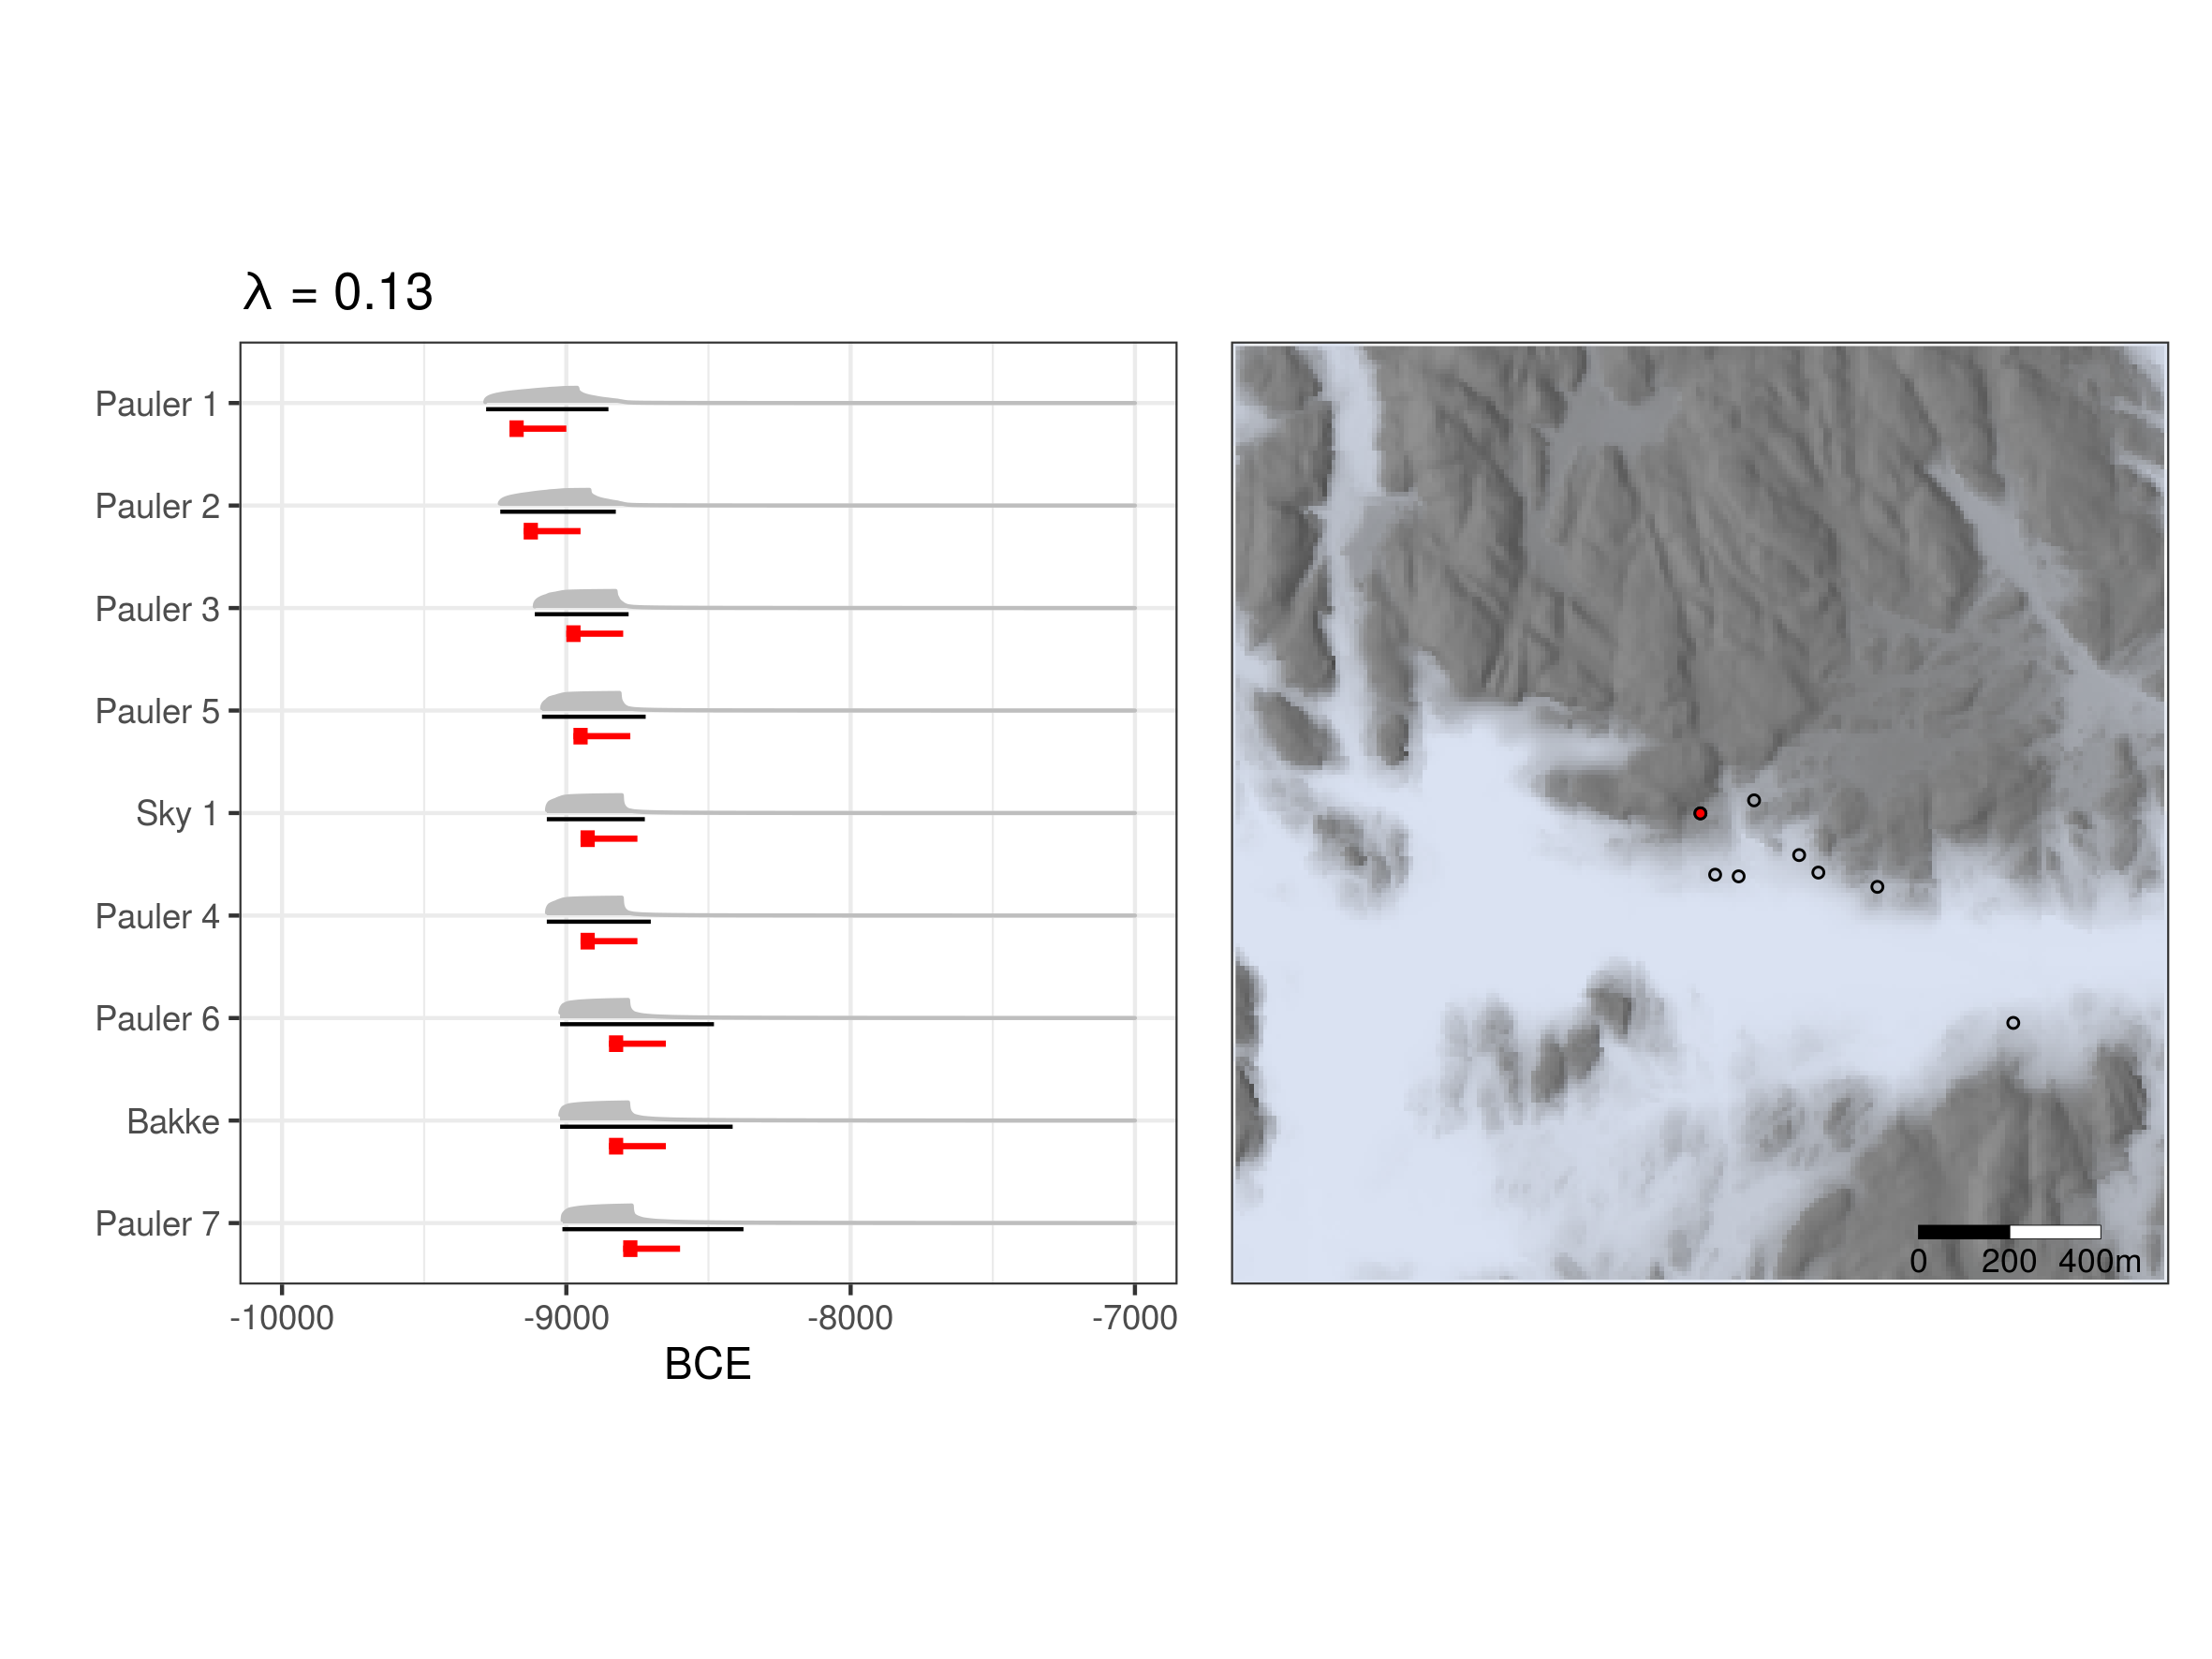 λ = 0.13
Pauler 1
Pauler 2
Pauler 3
Pauler 5
Sky 1
Pauler 4
Pauler 6
Bakke
Pauler 7
-10000 -9000 -8000 -7000
BCE
0 200 400m